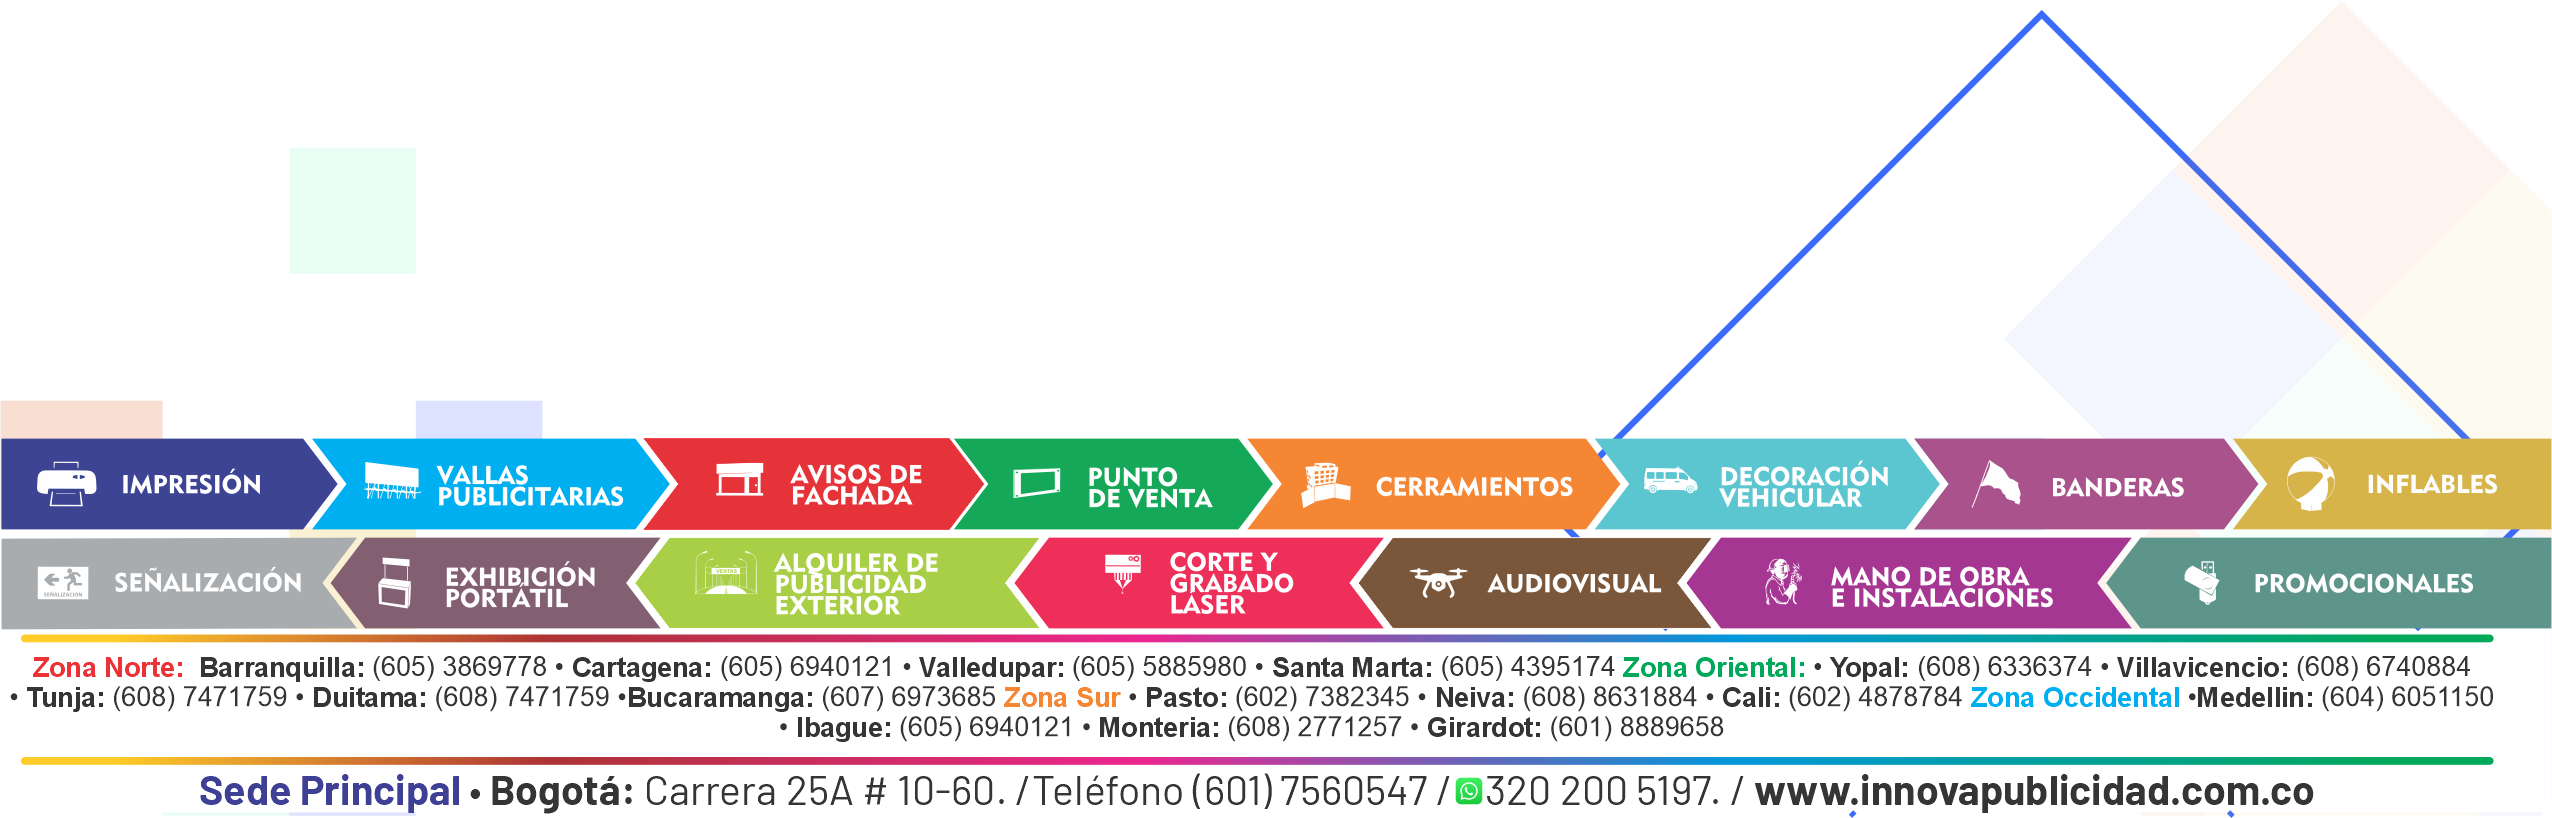 IMPRESIÓN
VALLAS
PUBLICITARIAS
AVISOS DE
FACHADA
PUNTO
DE VENTA
CERRAMIENTOS
DECORACIÓN
VEHICULAR
BANDERAS
INFLABLES
SEÑALIZACIÓN
SEÑALIZACIÓN
EXHIBICIÓN
PORTÁTIL
VENTAS
ALQUILER DE
PUBLICIDAD
EXTERIOR
CORTE Y
GRABADO
LASER
AUDIOVISUAL
MANO DE OBRA
E INSTALACIONES
PROMOCIONALES
Zona Norte: Barranquilla: (605) 3869778 • Cartagena: (605) 6940121 • Valledupar: (605) 5885980 • Santa Marta: (605) 4395174 Zona Oriental: • Yopal: (608) 6336374 • Villavicencio: (608) 6740884
• Tunja: (608) 7471759 • Duitama: (608) 7471759 •Bucaramanga: (607) 6973685 Zona Sur • Pasto: (602) 7382345 • Neiva: (608) 8631884 • Cali: (602) 4878784 Zona Occidental •Medellin: (604) 6051150
• Ibague: (605) 6940121 • Monteria: (608) 2771257 • Girardot: (601) 8889658
Sede Principal • Bogotá: Carrera 25A # 10-60. /Teléfono (601) 7560547 / 320 200 5197. / www.innovapublicidad.com.co